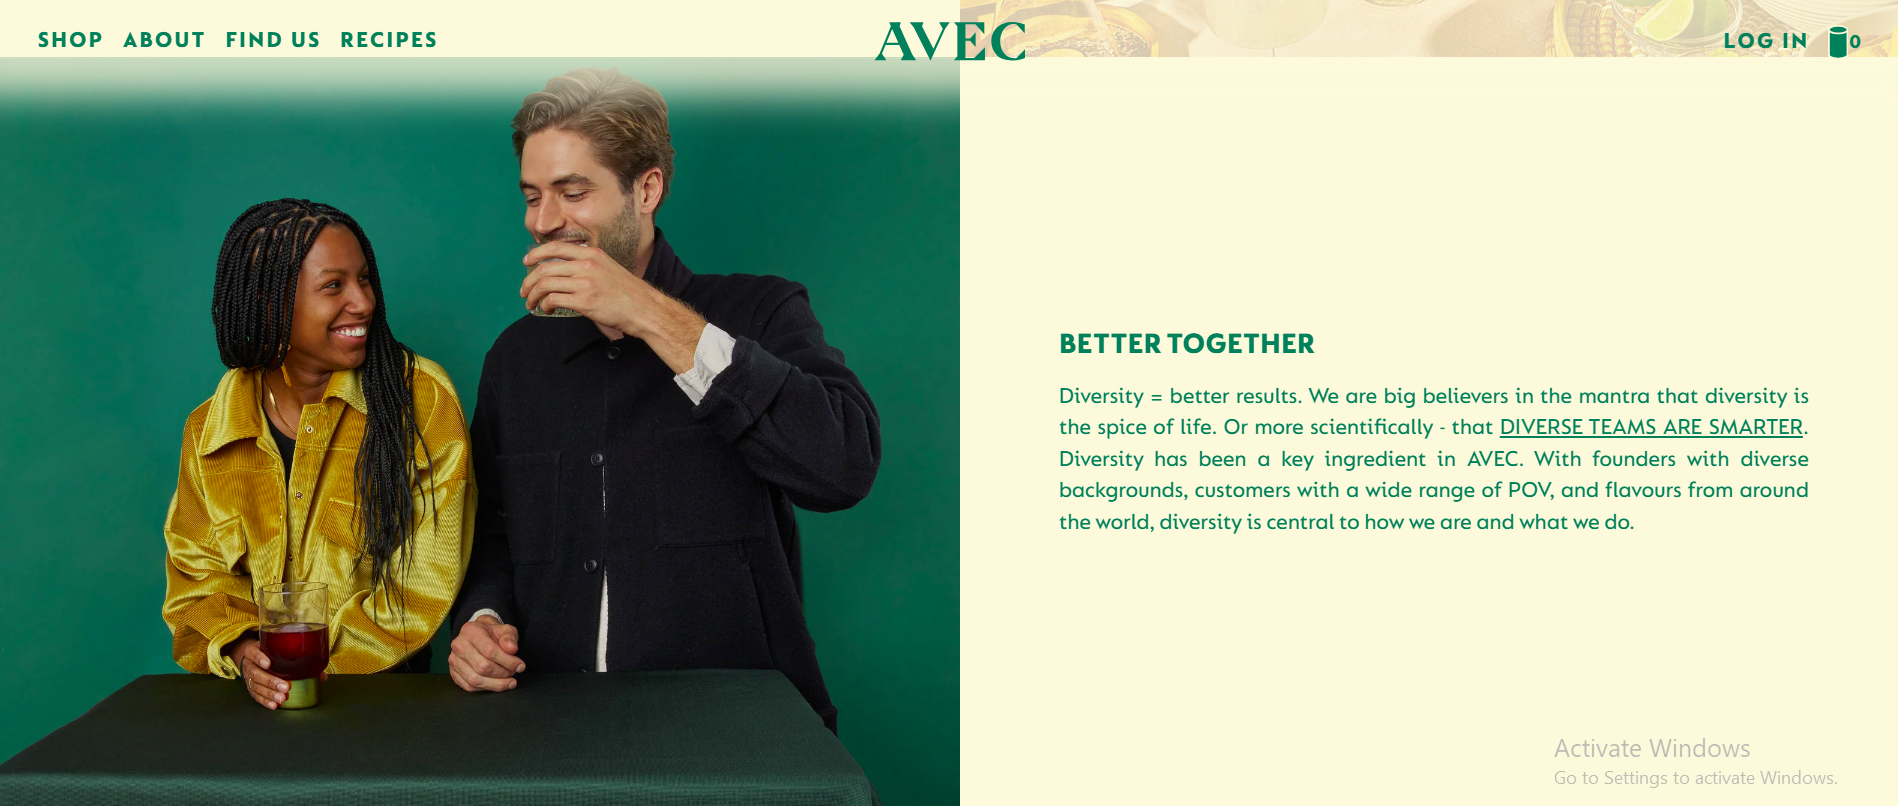 SHOP ABOUT FIND US RECIPES AVEC LOG IN 0
BETTER TOGETHER
Diversity = better results. We are big believers in the mantra that diversity is
the spice of life. Or more scientifically - that DIVERSE TEAMS ARE SMARTER.
Diversity has been a key ingredient in AVEC. With founders with diverse
backgrounds, customers with a wide range of POV, and flavours from around
the world, diversity is central to how we are and what we do.
Activate Windows
Go to Settings to activate Windows.